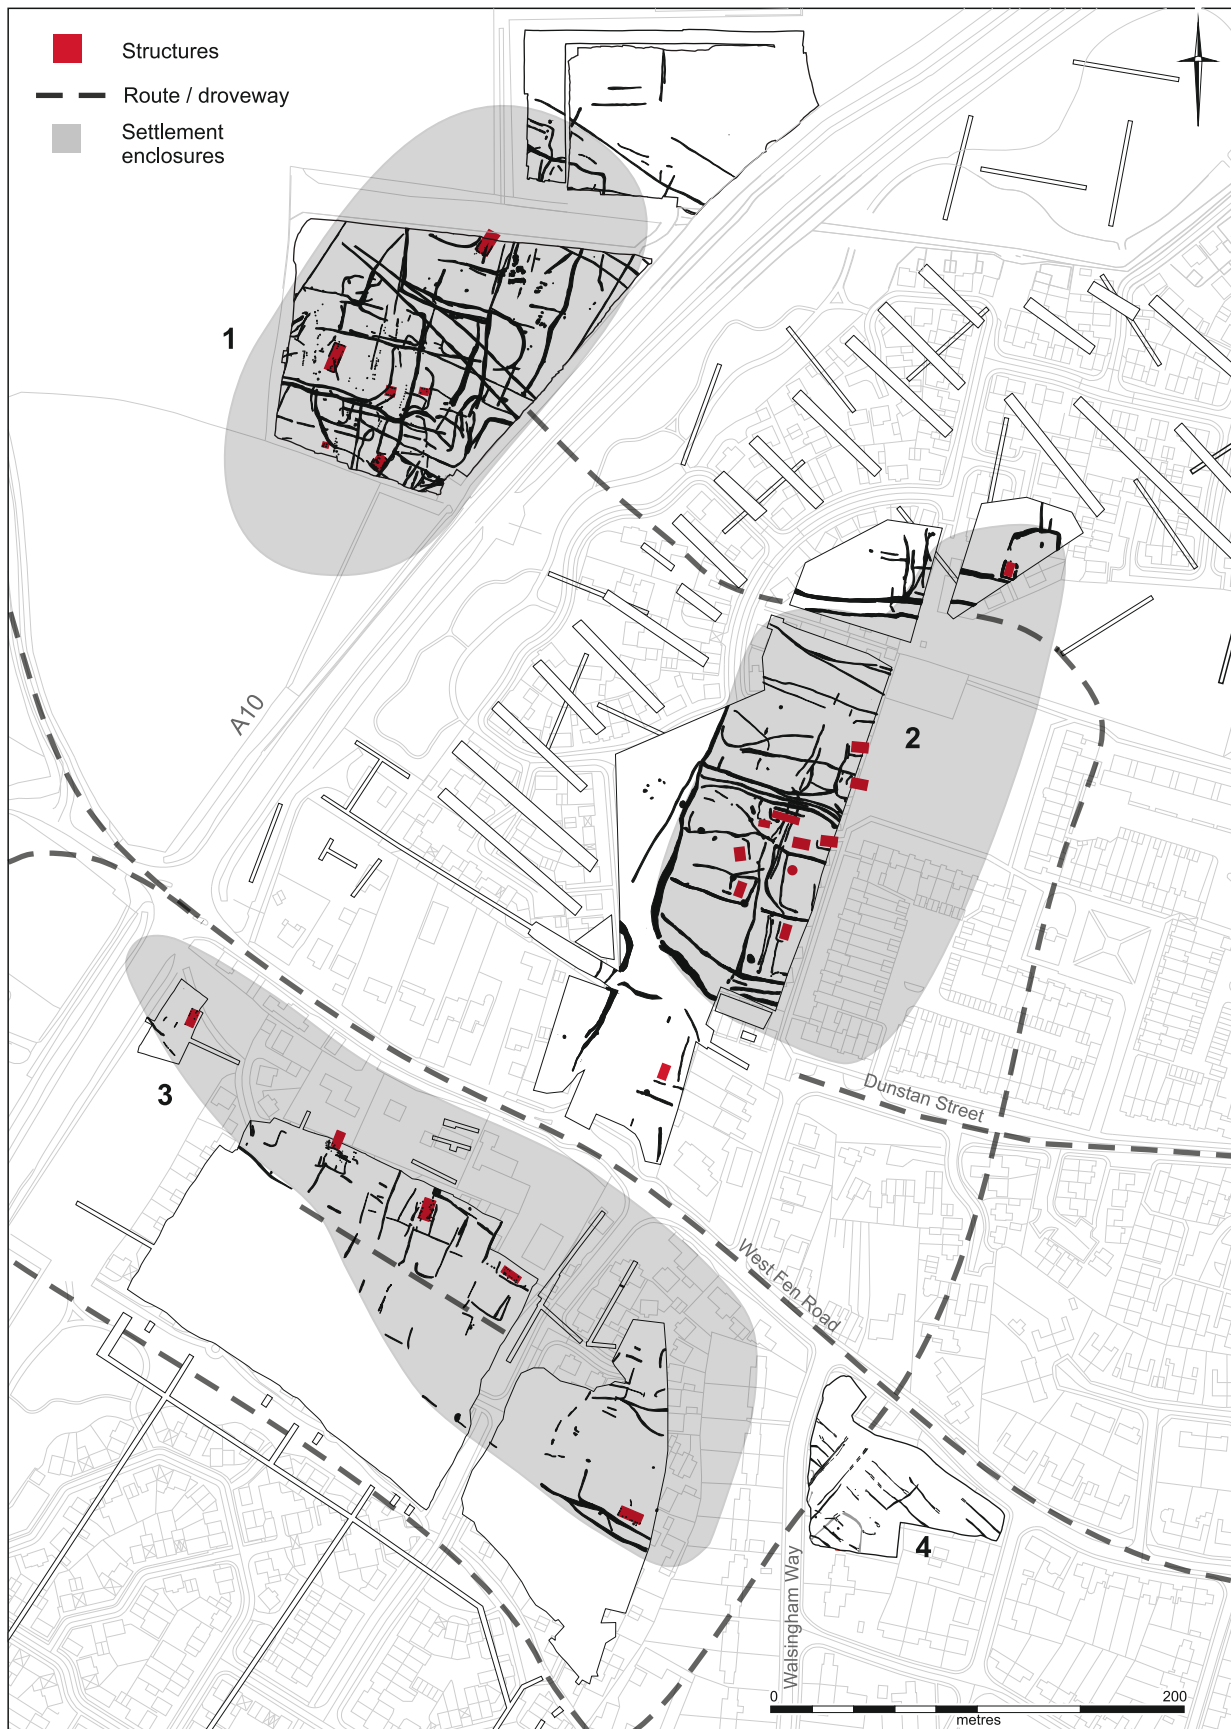 Structures
Route / droveway
Settlement
enclosures
1
A10
2
3
Dunstan Street
West Fen Road
4
Walsingham Way
0 200
metres